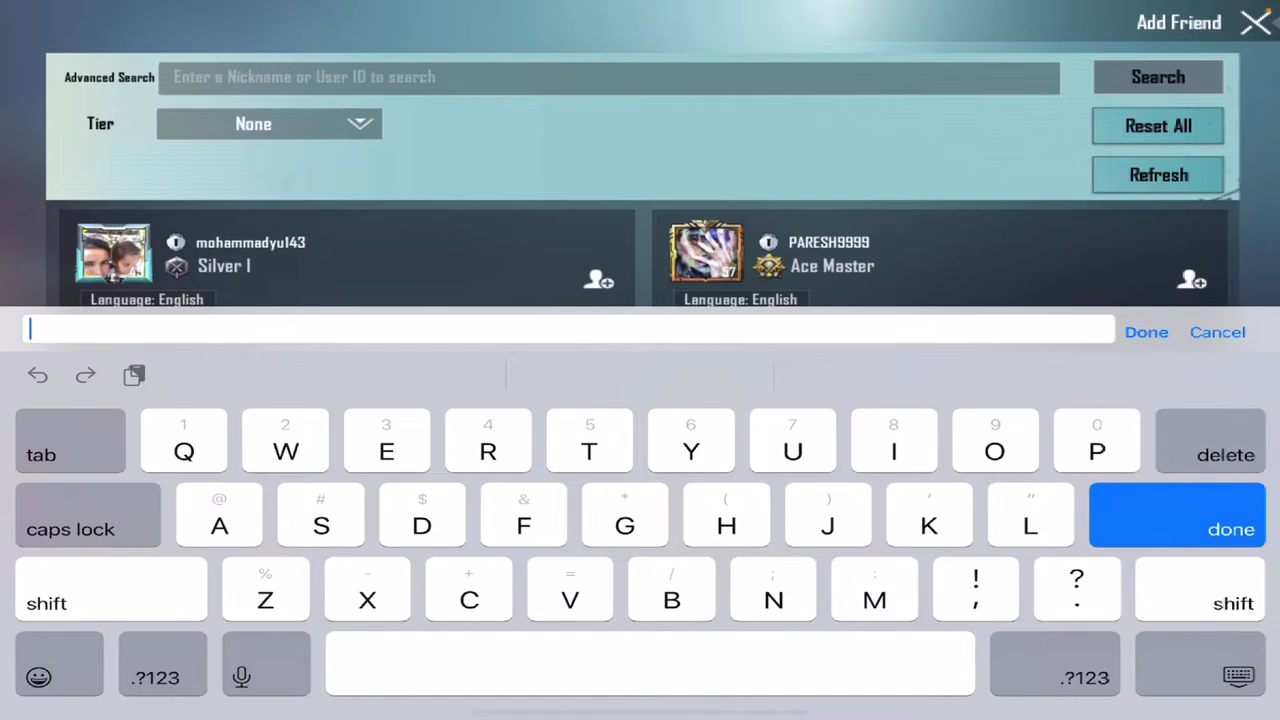 Add Friend
Advanced Search Enter a Nickname or User ID to search Search
Tier None Reset All
Refresh
mohammadyu143
Silver I
Language: English
57
PARESH9999
Ace Master
Language: English
Done Cancel
tab 1 Q 2 W 3 E 4 R 5 T 6 Y 7 U 8 I 9 O 0 P delete
caps lock @ A # S $ D & F * G ( H ) J ' K " L done
shift % Z - X + C = V / B ; N : M ! , ? . shift
.?123 .?123